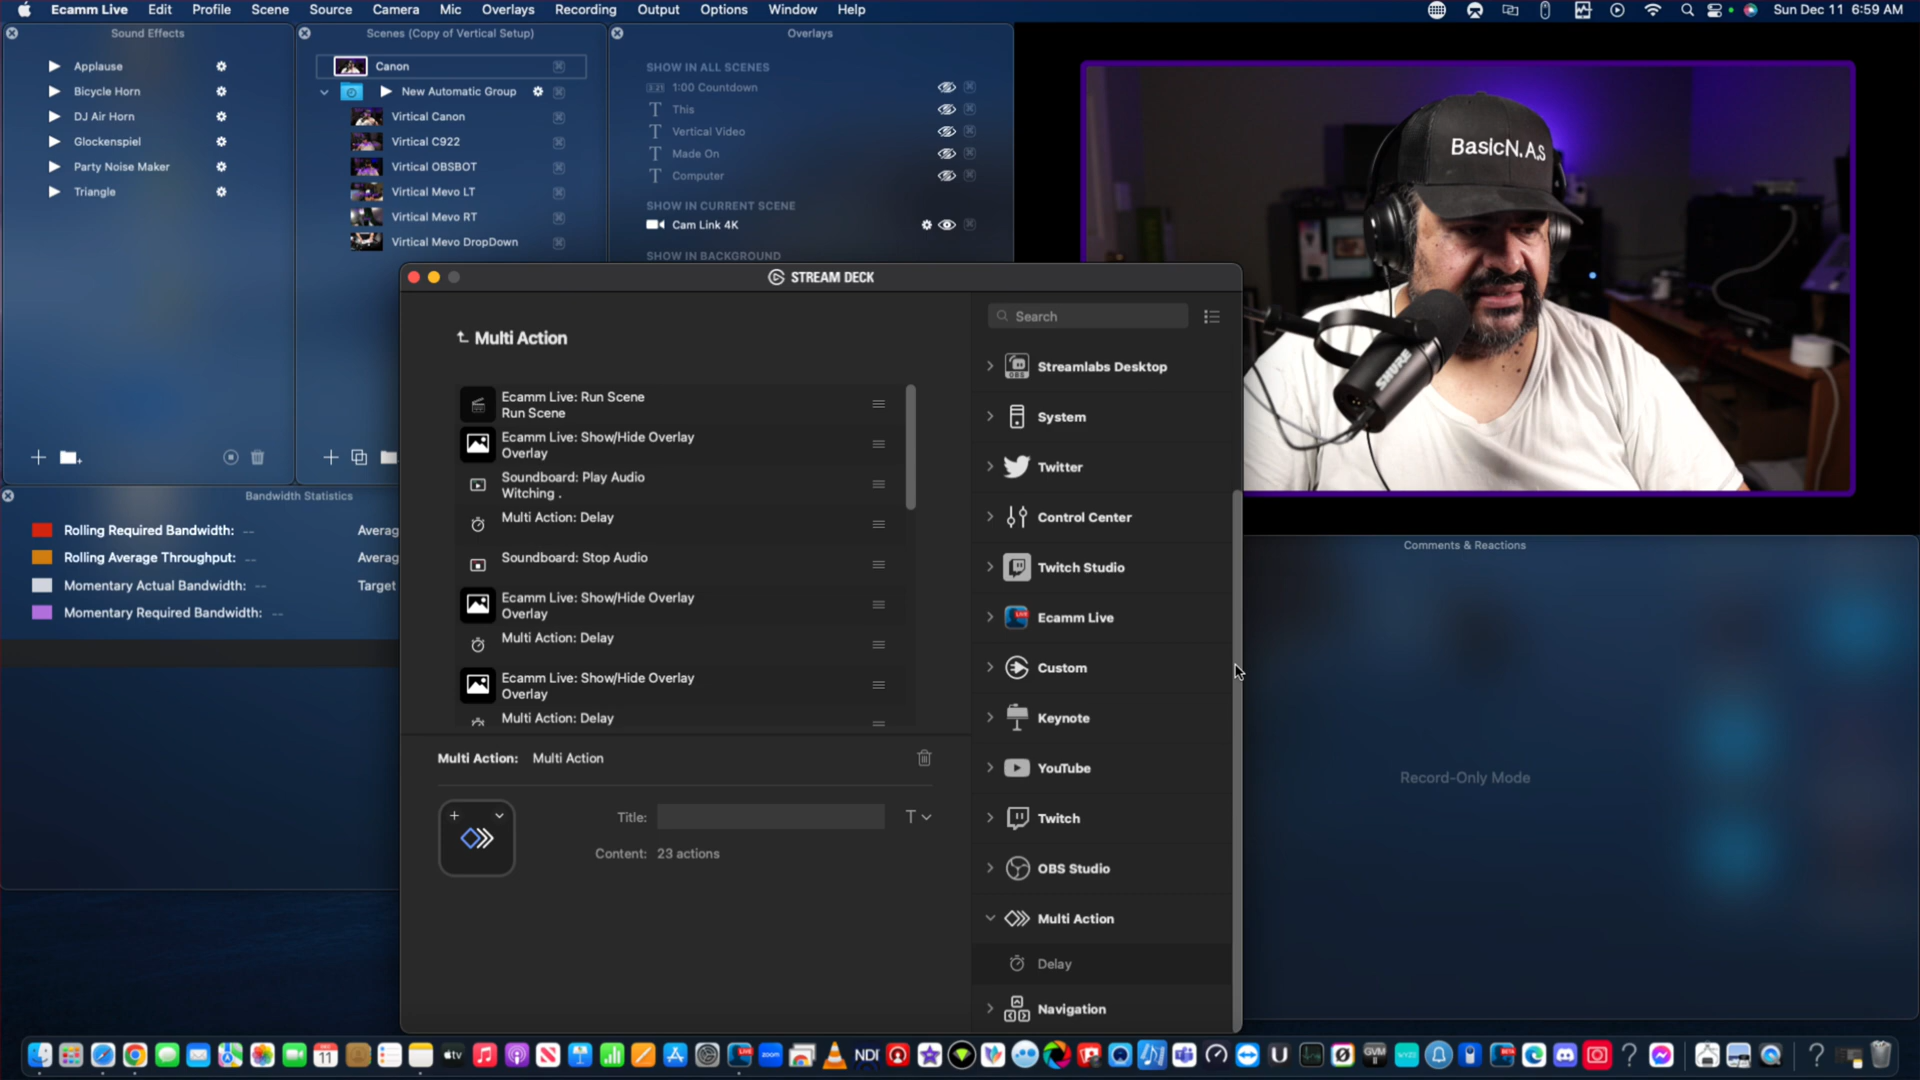 Ecamm Live Edit Profile Scene Source Camera Mic Overlays Recording Output Options Window Help
Sun Dec 11 6:59 AM
Sound Effects
Applause
Bicycle Horn
DJ Air Horn
Glockenspiel
Party Noise Maker
Triangle
Scenes (Copy of Vertical Setup)
Canon
New Automatic Group
Virtical Canon
Virtical C922
Virtical OBSBOT
Virtical Mevo LT
Virtical Mevo RT
Virtical Mevo DropDown
Overlays
SHOW IN ALL SCENES
1:00 Countdown
This
Vertical Video
Made On
Computer
SHOW IN CURRENT SCENE
Cam Link 4K
SHOW IN BACKGROUND
BasicN.A.S
SHURE
Bandwidth Statistics
Rolling Required Bandwidth: --
Averag
Rolling Average Throughput: --
Averag
Momentary Actual Bandwidth: --
Target
Momentary Required Bandwidth: --
STREAM DECK
Multi Action
Ecamm Live: Run Scene
Run Scene
Ecamm Live: Show/Hide Overlay
Overlay
Soundboard: Play Audio
Witching .
Multi Action: Delay
Soundboard: Stop Audio
Ecamm Live: Show/Hide Overlay
Overlay
Multi Action: Delay
Ecamm Live: Show/Hide Overlay
Overlay
Multi Action: Delay
Multi Action: Multi Action
Title:
T
Content: 23 actions
Search
Streamlabs Desktop
System
Twitter
Control Center
Twitch Studio
Ecamm Live
Custom
Keynote
YouTube
Twitch
OBS Studio
Multi Action
Delay
Navigation
Comments & Reactions
Record-Only Mode